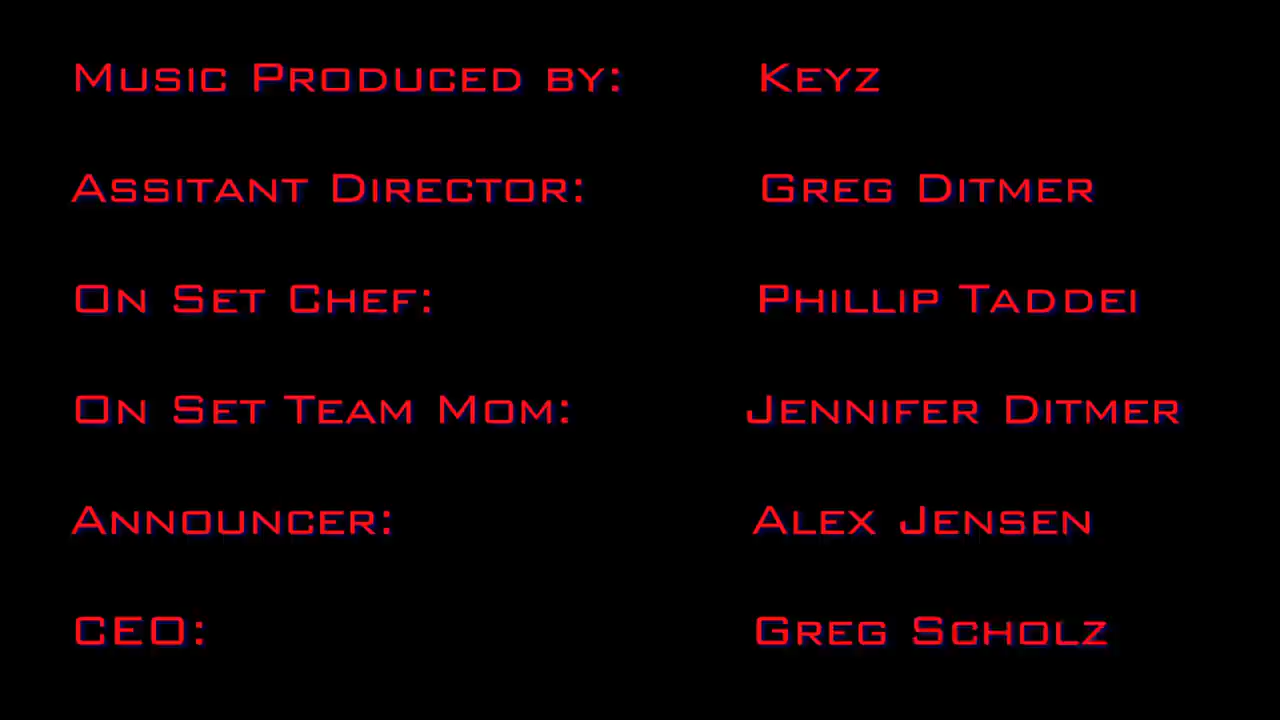 Music Produced by: Keyz
Assitant Director: Greg Ditmer
On Set Chef: Phillip Taddei
On Set Team Mom: Jennifer Ditmer
Announcer: Alex Jensen
CEO: Greg Scholz